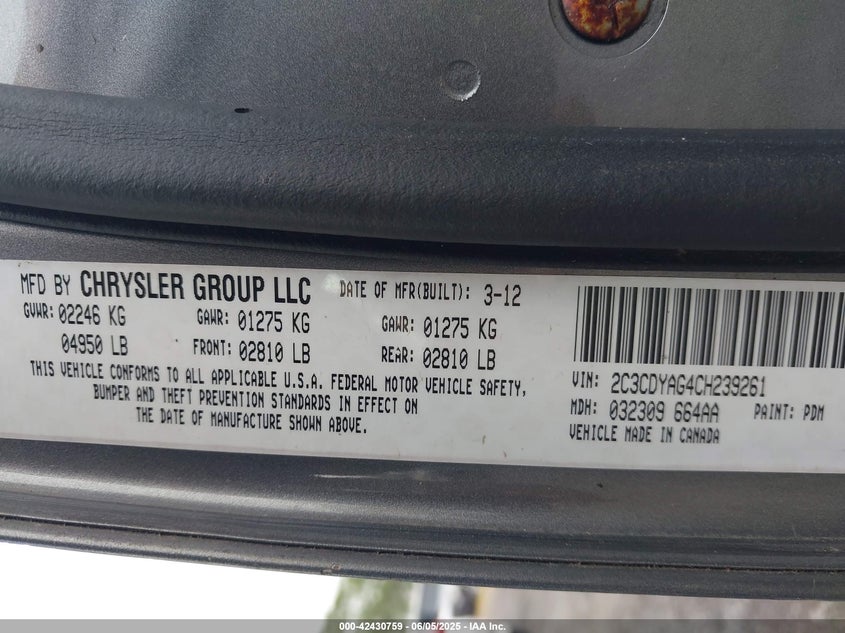 MFD BY CHRYSLER GROUP LLC DATE OF MFR(BUILT): 3-12
GVWR: 02246 KG GAWR: 01275 KG GAWR: 01275 KG
04950 LB FRONT: 02810 LB REAR: 02810 LB
THIS VEHICLE CONFORMS TO ALL APPLICABLE U.S.A. FEDERAL MOTOR VEHICLE SAFETY,
BUMPER AND THEFT PREVENTION STANDARDS IN EFFECT ON
THE DATE OF MANUFACTURE SHOWN ABOVE.
VIN: 2C3CDYAG4CH239261
MDH: 032309 664AA PAINT: PDM
VEHICLE MADE IN CANADA
000-42430759 - 06/05/2025 - IAA Inc.